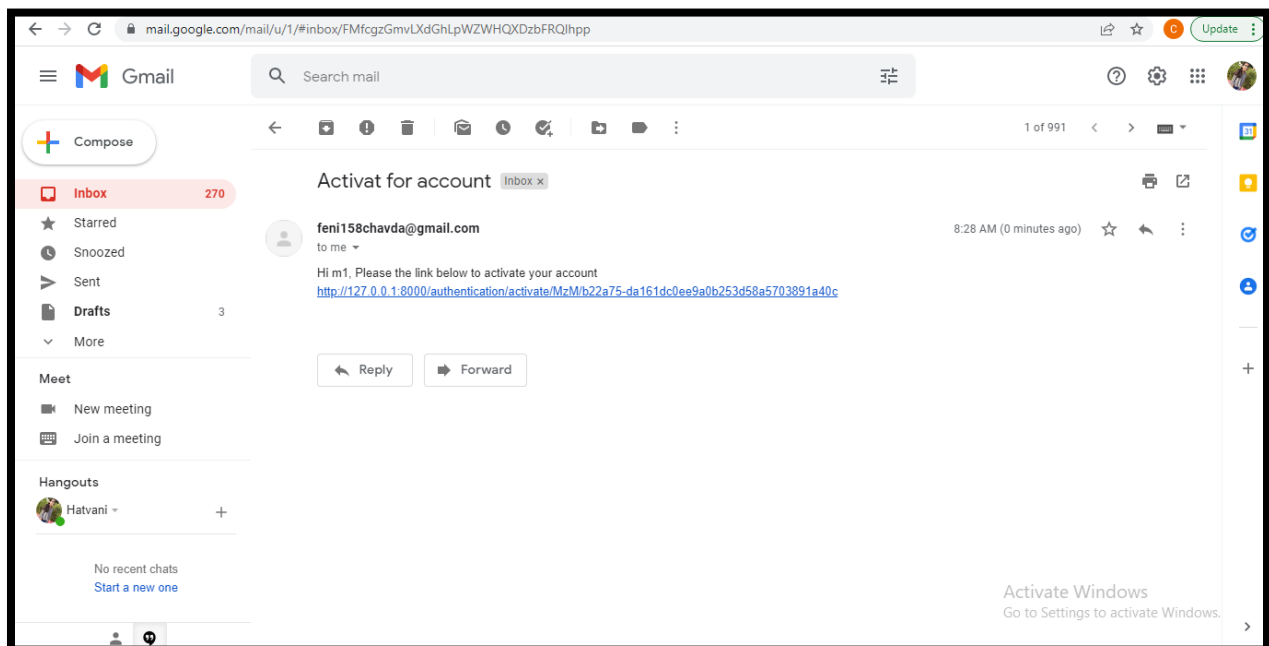 mail.google.com/mail/u/1/#inbox/FMfcgzGmvLXdGhLpWZWHQXDzbFRQlhpp
C
Update
Gmail
Search mail
Compose
1 of 991
31
Inbox 270
Starred
Snoozed
Sent
Drafts 3
More
Activat for account Inbox x
feni158chavda@gmail.com
8:28 AM (0 minutes ago)
to me
Hi m1, Please the link below to activate your account
http://127.0.0.1:8000/authentication/activate/MzM/b22a75-da161dc0ee9a0b253d58a5703891a40c
Reply
Forward
Meet
New meeting
Join a meeting
Hangouts
Hatvani
No recent chats
Start a new one
Activate Windows
Go to Settings to activate Windows.